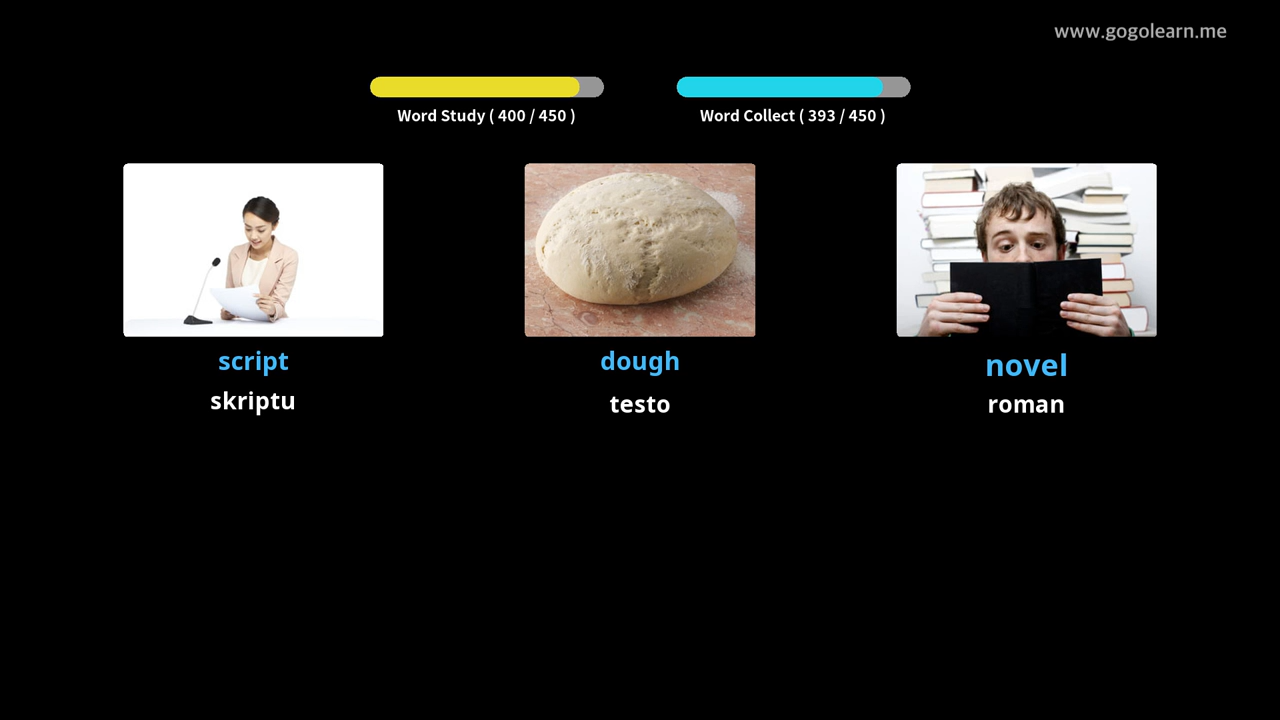 www.gogolearn.me
Word Study ( 400 / 450 )
Word Collect ( 393 / 450 )
script
dough
novel
skriptu
testo
roman